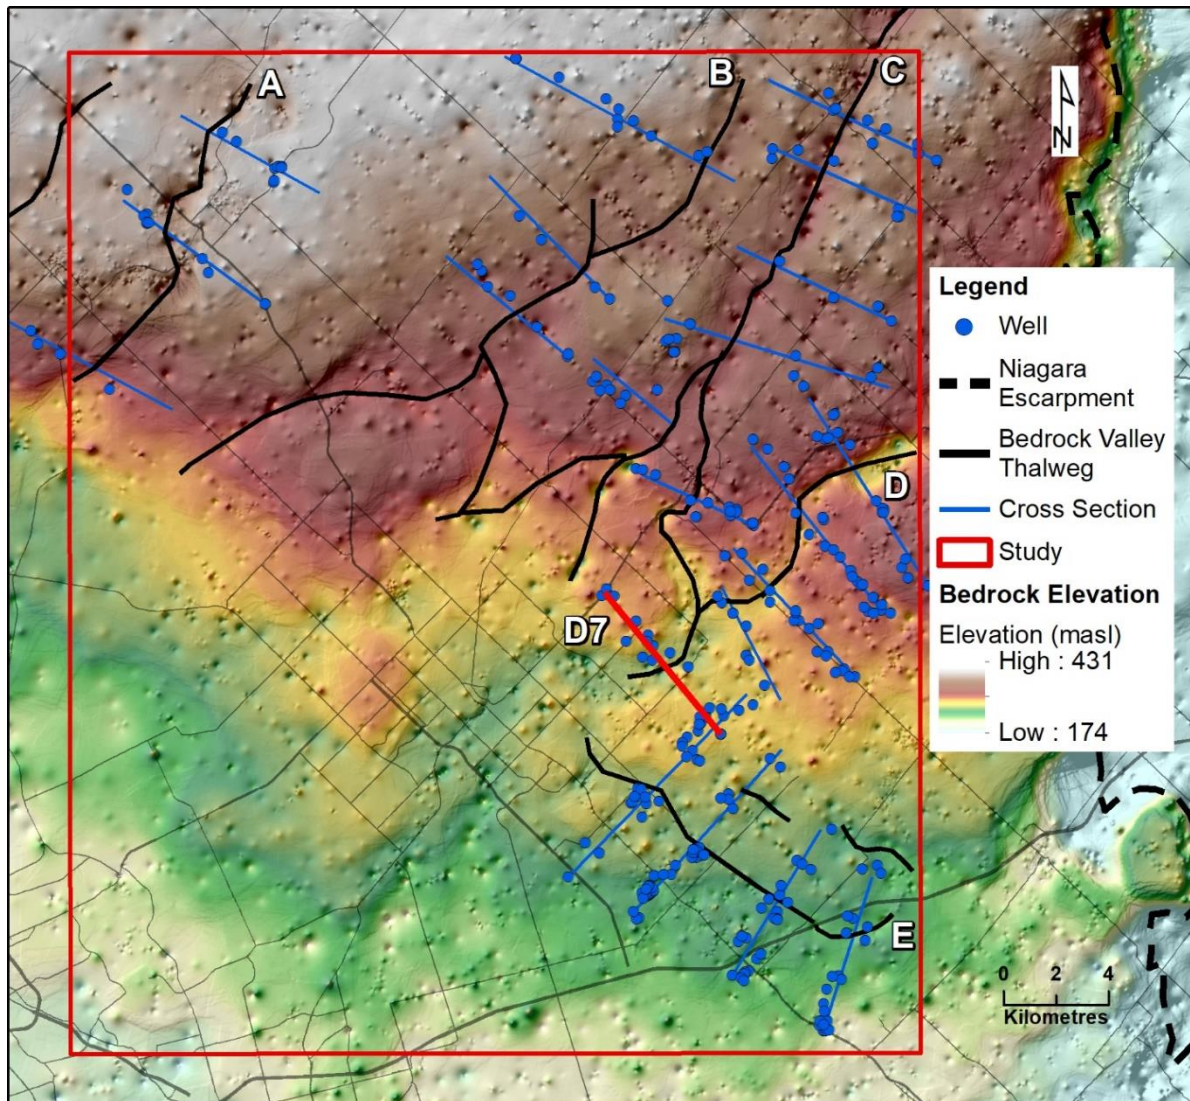 A
B
C
N
Legend
Well
Niagara
Escarpment
Bedrock Valley
Thalweg
Cross Section
Study
Bedrock Elevation
Elevation (masl)
High : 431
Low : 174
D
D7
E
0 2 4
Kilometres